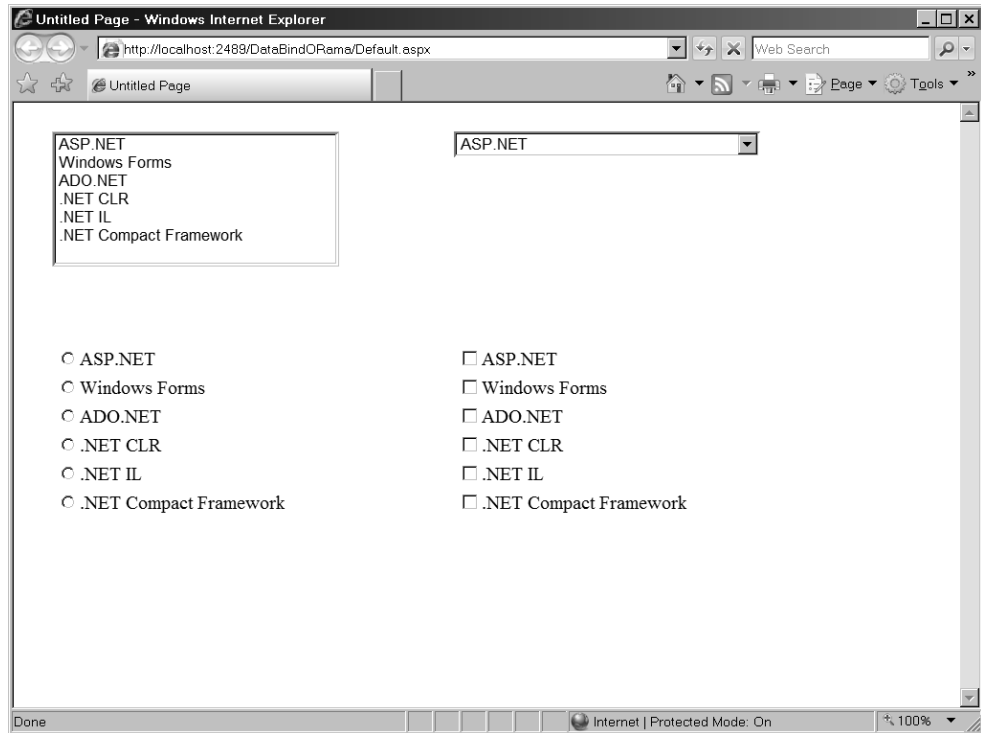 Untitled Page - Windows Internet Explorer
http://localhost:2489/DataBindORama/Default.aspx
Web Search
Untitled Page
Page
Tools
ASP.NET
Windows Forms
ADO.NET
.NET CLR
.NET IL
.NET Compact Framework
ASP.NET
ASP.NET
Windows Forms
ADO.NET
.NET CLR
.NET IL
.NET Compact Framework
ASP.NET
Windows Forms
ADO.NET
.NET CLR
.NET IL
.NET Compact Framework
Done
Internet | Protected Mode: On
100%